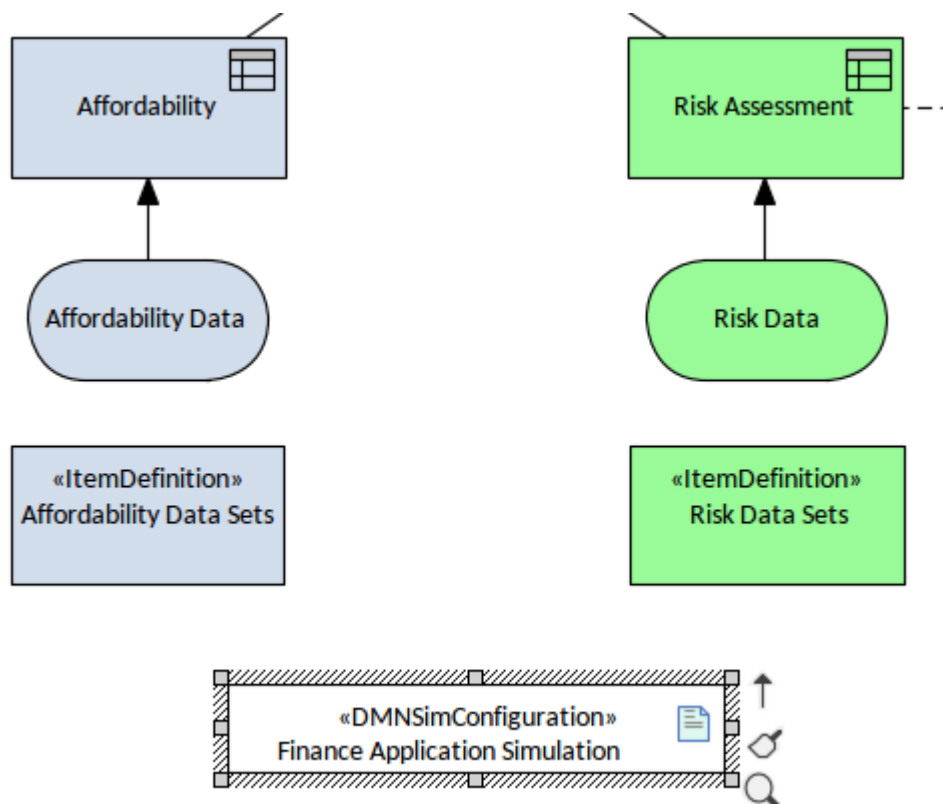 Affordability
Risk Assessment
Affordability Data
Risk Data
«ItemDefinition»
Affordability Data Sets
«ItemDefinition»
Risk Data Sets
«DMNSimConfiguration»
Finance Application Simulation